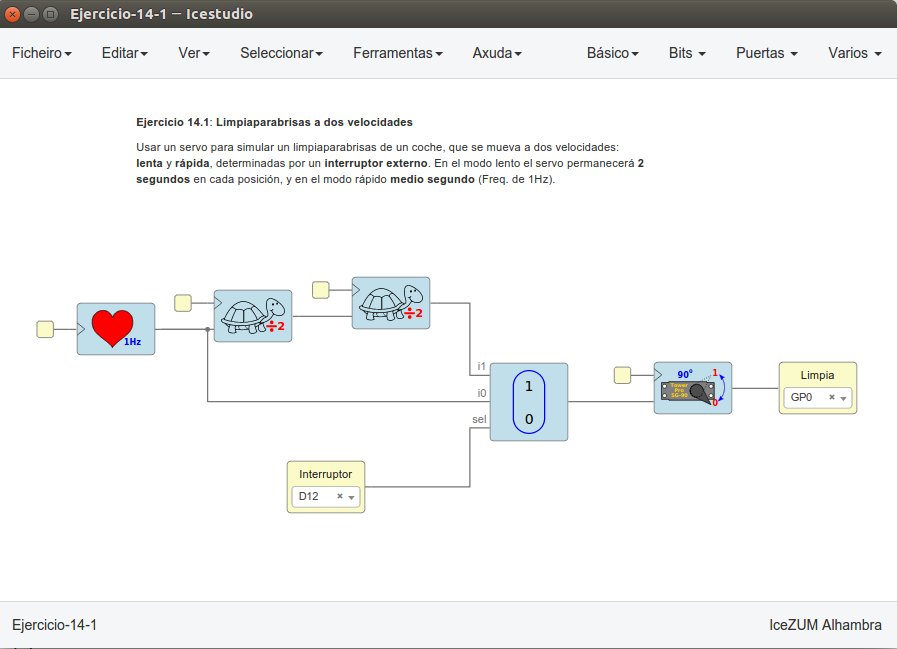 Ejercicio-14-1 — Icestudio
Ficheiro Editar Ver Seleccionar Ferramentas Axuda Básico Bits Puertas Varios
Ejercicio 14.1: Limpiaparabrisas a dos velocidades
Usar un servo para simular un limpiaparabrisas de un coche, que se mueva a dos velocidades:
lenta y rápida, determinadas por un interruptor externo. En el modo lento el servo permanecerá 2
segundos en cada posición, y en el modo rápido medio segundo (Freq. de 1Hz).
1Hz
÷2
÷2
i1
i0
sel
1
0
90°
1
Tower
Pro
SG-90
0
Limpia
GP0
Interruptor
D12
Ejercicio-14-1
IceZUM Alhambra